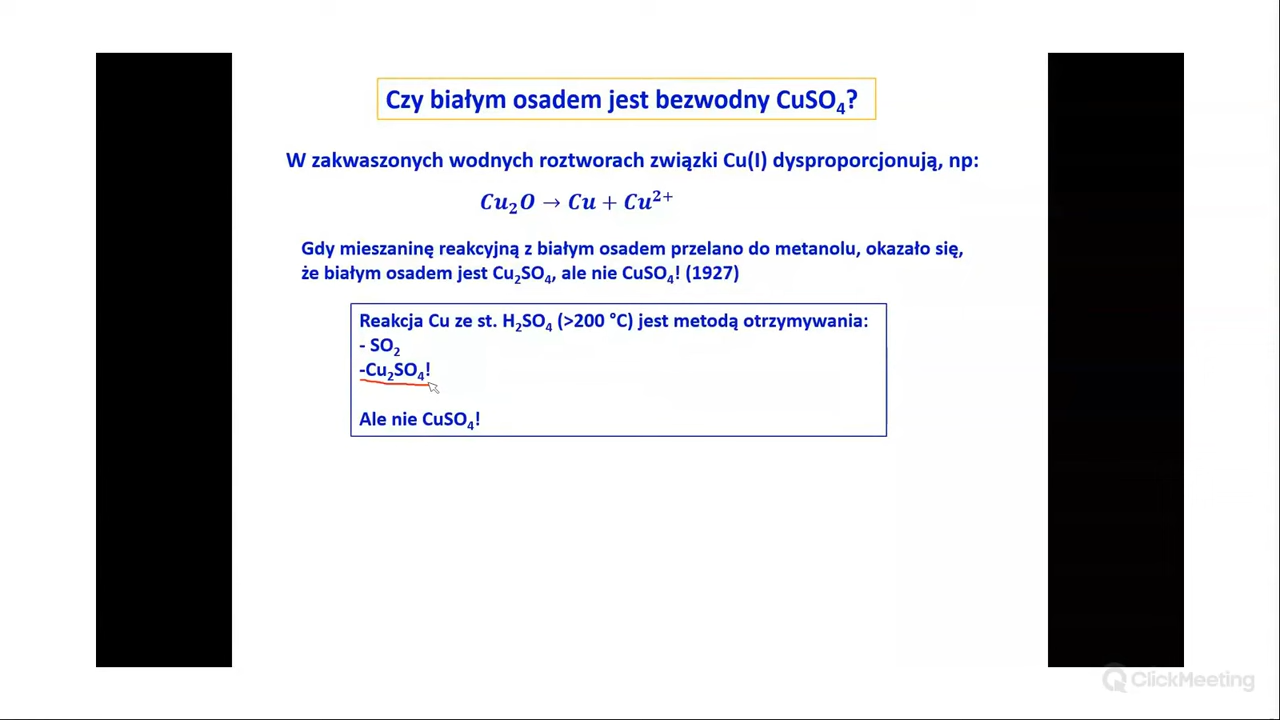 Czy białym osadem jest bezwodny CuSO₄?
W zakwaszonych wodnych roztworach związki Cu(I) dysproporcjonują, np:
Cu₂O → Cu + Cu²⁺
Gdy mieszaninę reakcyjną z białym osadem przelano do metanolu, okazało się,
że białym osadem jest Cu₂SO₄, ale nie CuSO₄! (1927)
Reakcja Cu ze st. H₂SO₄ (>200 °C) jest metodą otrzymywania:
- SO₂
-Cu₂SO₄!
Ale nie CuSO₄!
ClickMeeting